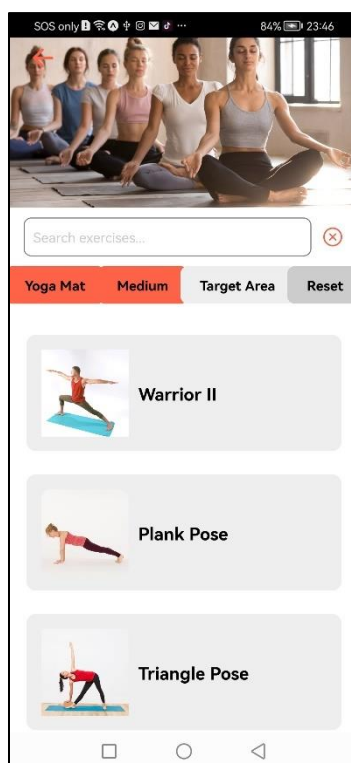 SOS only 84% 23:46
Search exercises...
Yoga Mat Medium Target Area Reset
Warrior II
Plank Pose
Triangle Pose